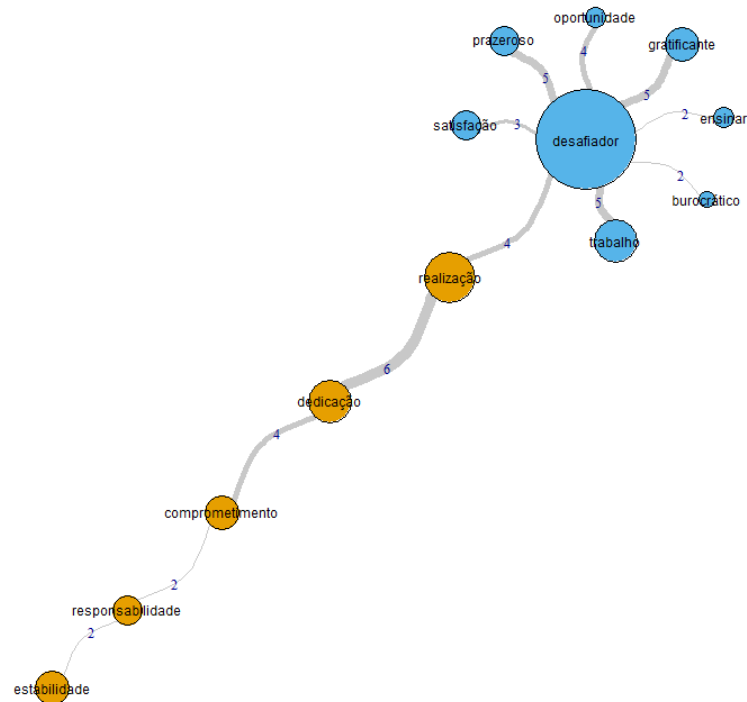 oportunidade
prazeroso
gratificante
4
5
5
satisfação
3
2
ensinar
desafiador
2
burocrático
5
trabalho
4
realização
6
dedicação
4
comprometimento
2
responsabilidade
2
estabilidade